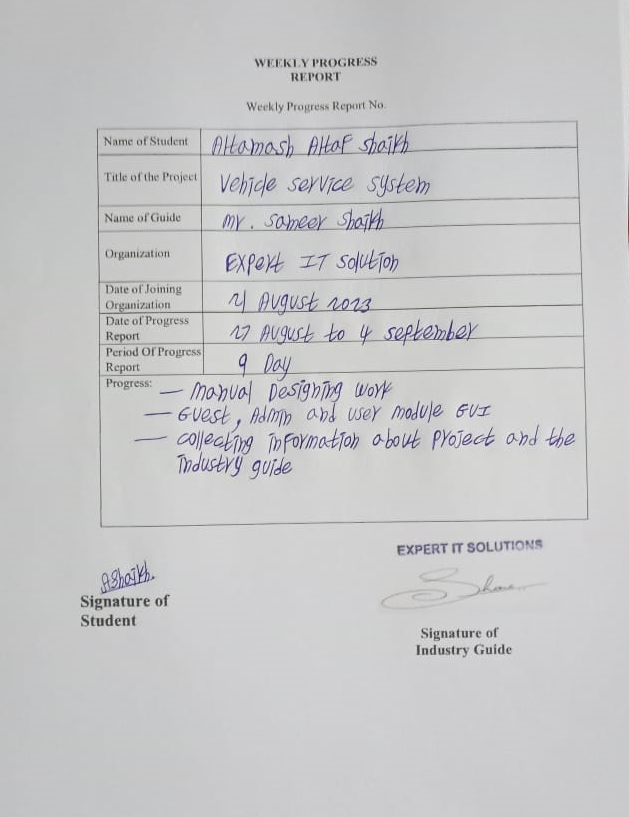 WEEKLY PROGRESS
REPORT
Weekly Progress Report No.
Name of Student Altamash Altaf Shaikh
Title of the Project Vehicle service system
Name of Guide Mr. Sameer Shaikh
Organization Expert IT Solution
Date of Joining
Organization 21 August 2023
Date of Progress
Report 27 August to 4 September
Period Of Progress
Report 9 Day
Progress: — Manual Designing Work
— Guest, Admin and user module GUI
— collecting information about project and the
industry guide
EXPERT IT SOLUTIONS
AShaikh.
Signature of
Student
Signature of
Industry Guide